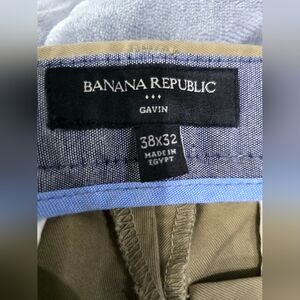 BANANA REPUBLIC
GAVIN
38X32
MADE IN
EGYPT